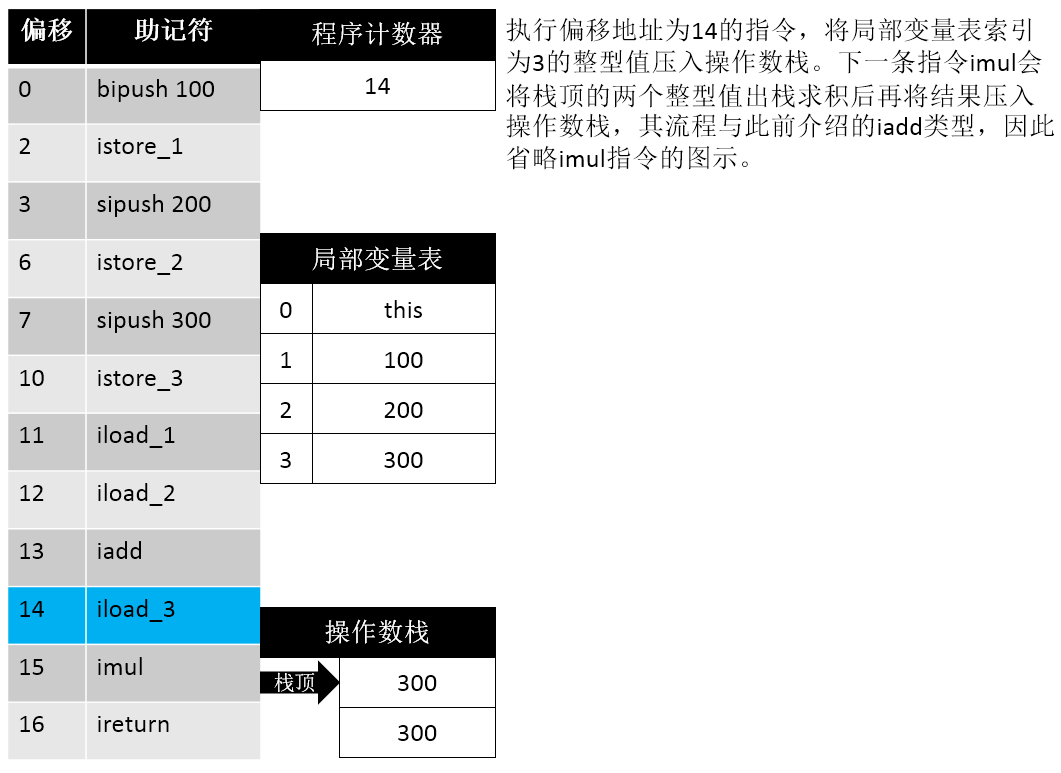 偏移 助记符
0 bipush 100
2 istore_1
3 sipush 200
6 istore_2
7 sipush 300
10 istore_3
11 iload_1
12 iload_2
13 iadd
14 iload_3
15 imul
16 ireturn
程序计数器
14
局部变量表
0 this
1 100
2 200
3 300
操作数栈
栈顶 300
300
执行偏移地址为14的指令，将局部变量表索引
为3的整型值压入操作数栈。下一条指令imul会
将栈顶的两个整型值出栈求积后再将结果压入
操作数栈，其流程与此前介绍的iadd类型，因此
省略imul指令的图示。